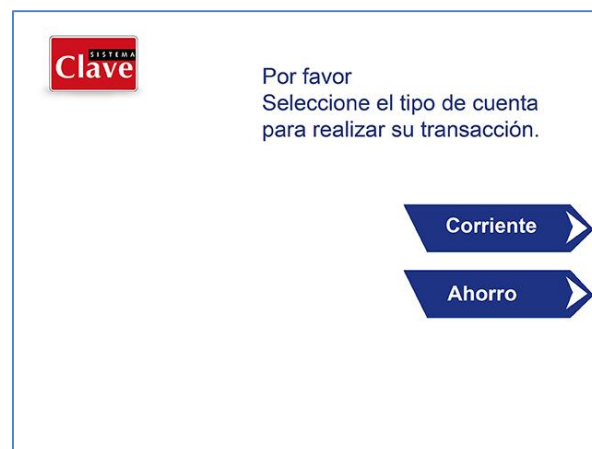 SISTEMA
Clave
Por favor
Seleccione el tipo de cuenta
para realizar su transacción.
Corriente
Ahorro